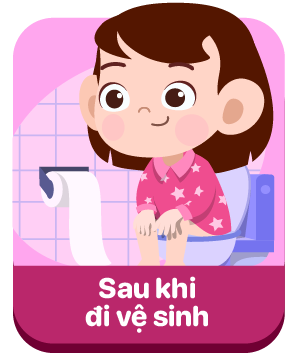 Sau khi
đi vệ sinh